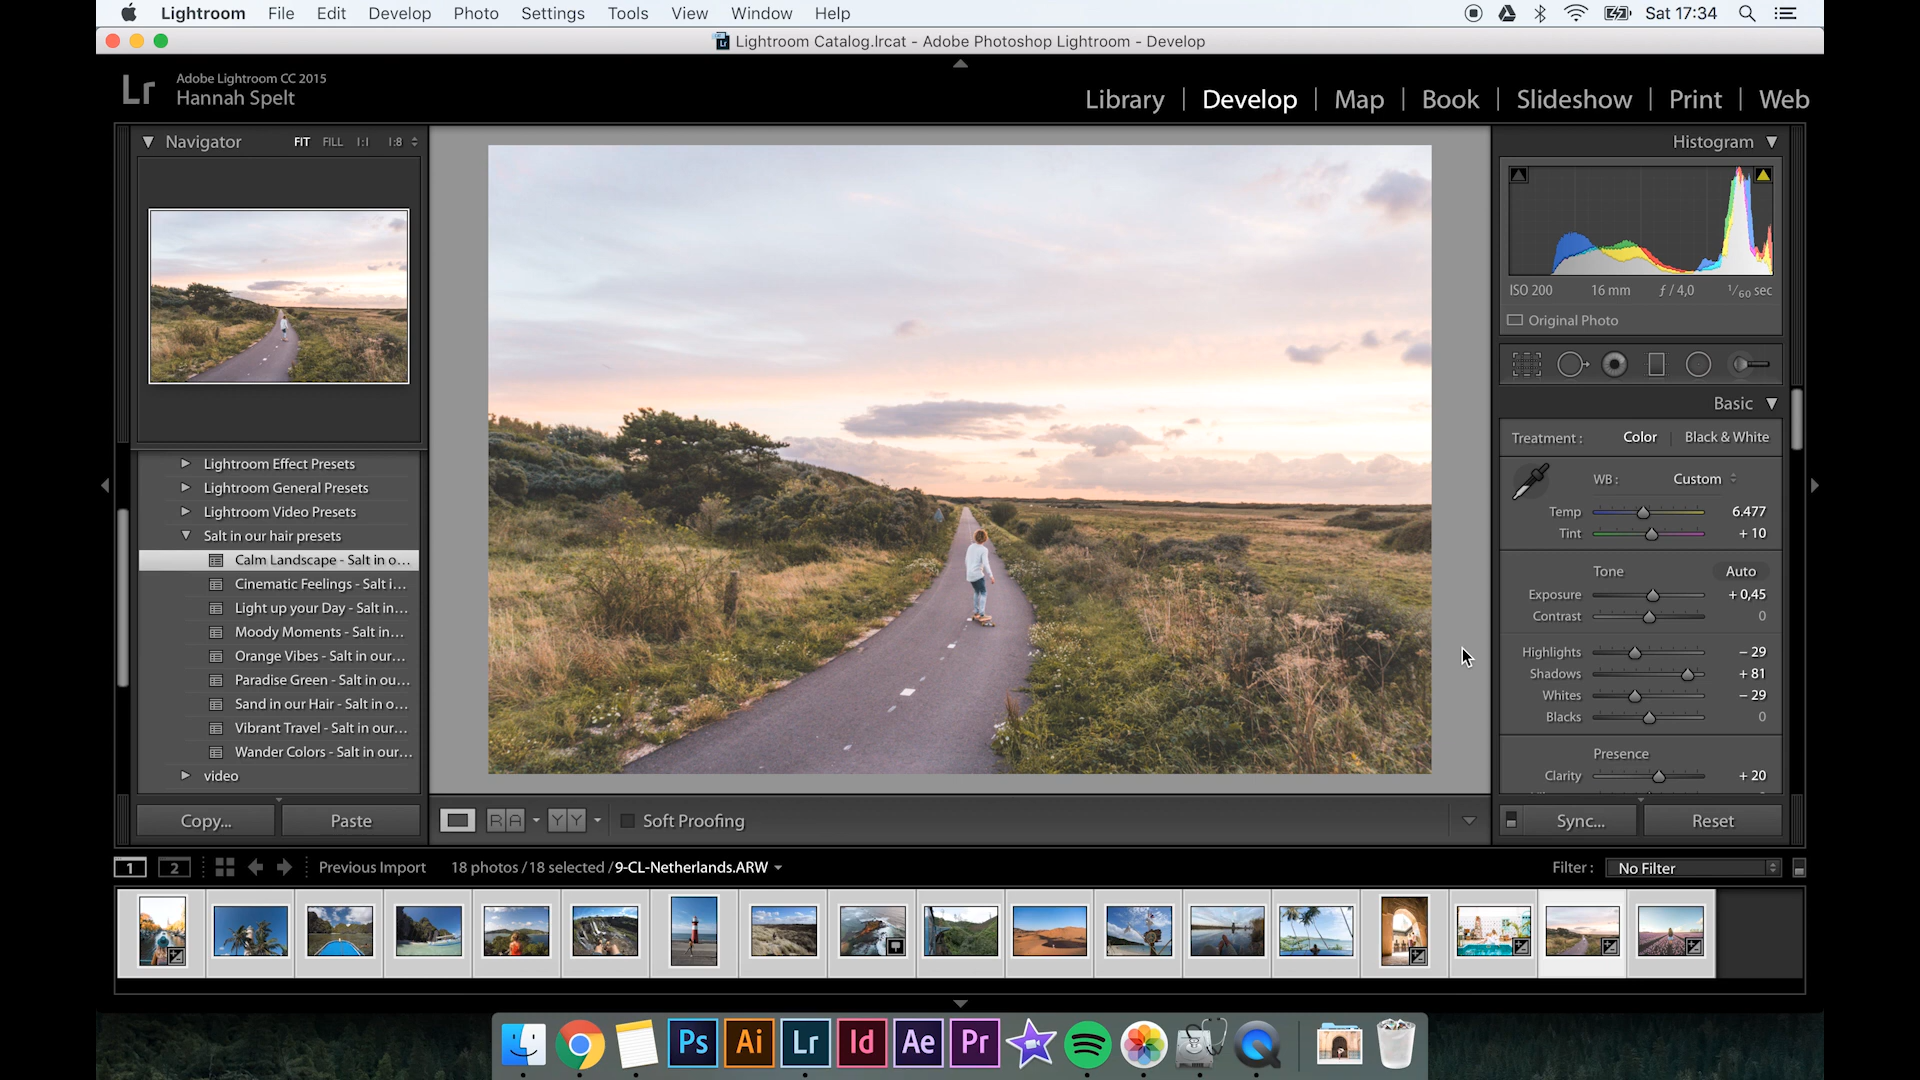 Lightroom File Edit Develop Photo Settings Tools View Window Help Sat 17:34
Lightroom Catalog.lrcat - Adobe Photoshop Lightroom - Develop
Lr Adobe Lightroom CC 2015
Hannah Spelt
Library | Develop | Map | Book | Slideshow | Print | Web
Navigator FIT FILL 1:1 1:8
Histogram
ISO 200 16 mm ƒ / 4,0 1/60 sec
Original Photo
Basic
Treatment : Color Black & White
WB : Custom
Temp 6.477
Tint + 10
Tone Auto
Exposure + 0,45
Contrast 0
Highlights − 29
Shadows + 81
Whites − 29
Blacks 0
Presence
Clarity + 20
Lightroom Effect Presets
Lightroom General Presets
Lightroom Video Presets
Salt in our hair presets
Calm Landscape - Salt in o...
Cinematic Feelings - Salt i...
Light up your Day - Salt in...
Moody Moments - Salt in...
Orange Vibes - Salt in our...
Paradise Green - Salt in ou...
Sand in our Hair - Salt in o...
Vibrant Travel - Salt in our...
Wander Colors - Salt in our...
video
Copy... Paste
R A Y Y Soft Proofing
Sync... Reset
1 2 Previous Import 18 photos / 18 selected / 9-CL-Netherlands.ARW Filter : No Filter
Ps Ai Lr Id Ae Pr